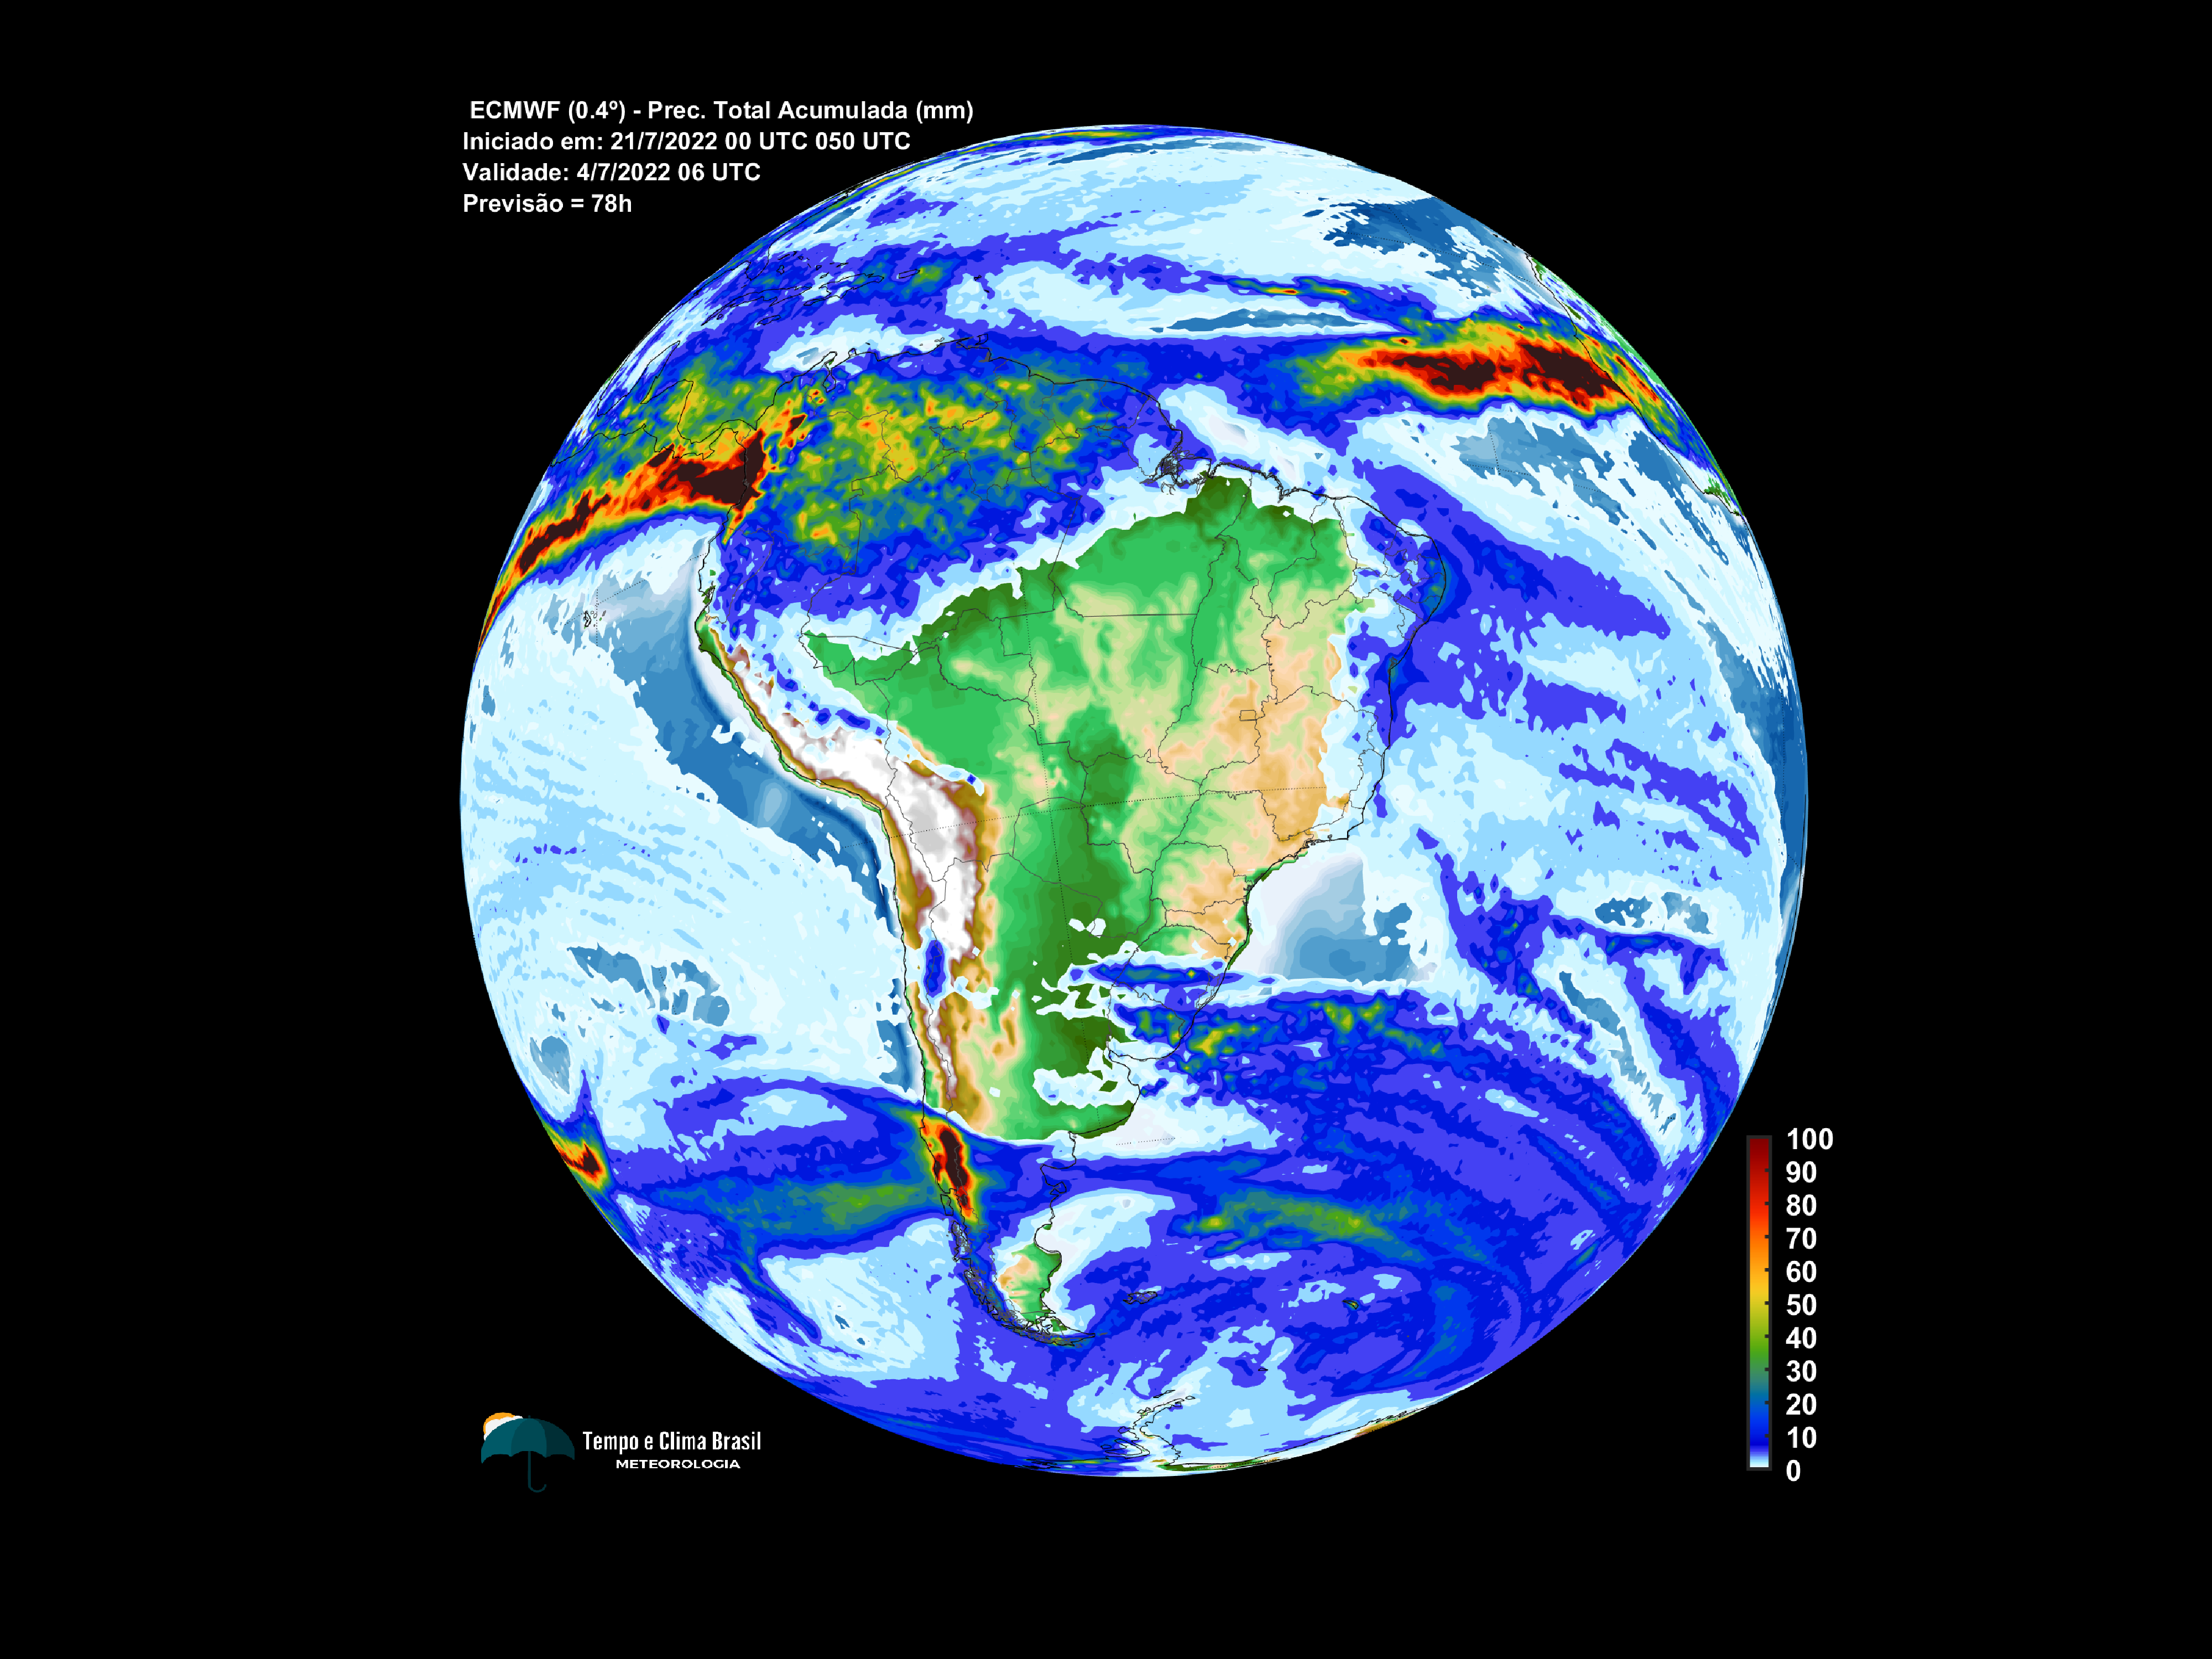 ECMWF (0.4º) - Prec. Total Acumulada (mm)
Iniciado em: 21/7/2022 00 UTC 050 UTC
Validade: 4/7/2022 06 UTC
Previsão = 78h
100
90
80
70
60
50
40
30
20
10
0
Tempo e Clima Brasil
METEOROLOGIA